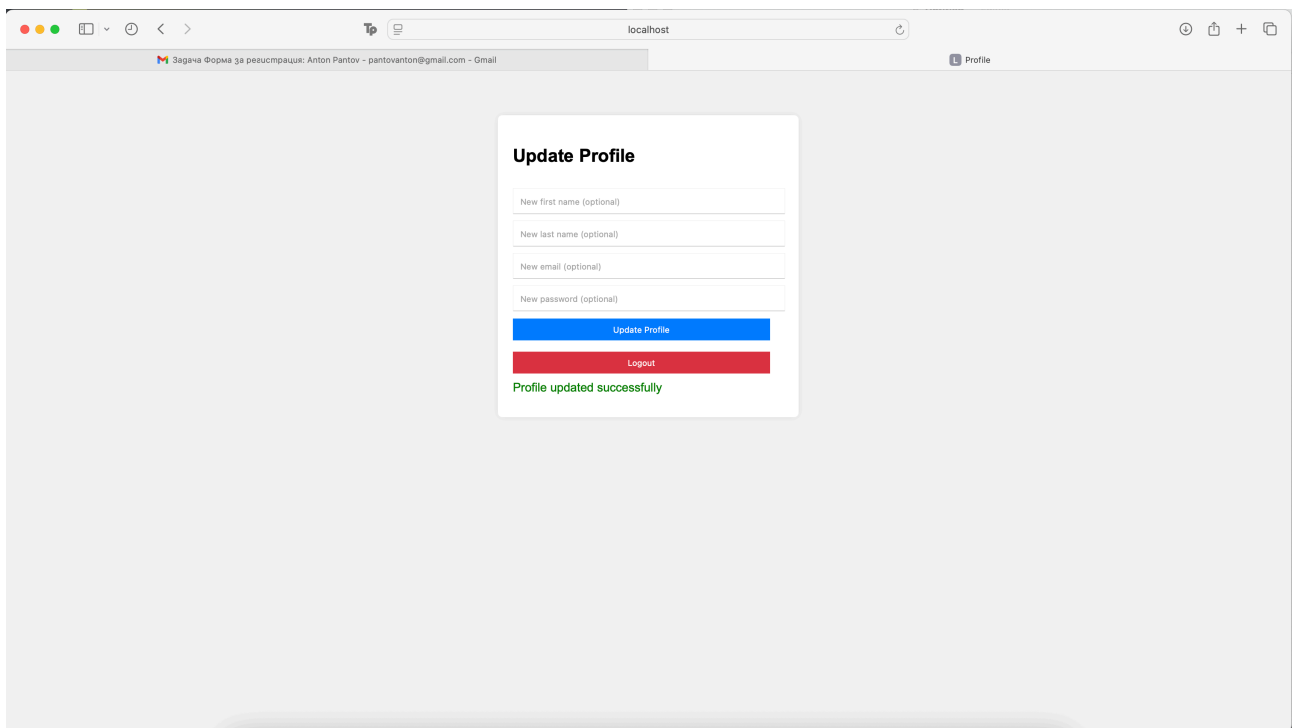 Tp
localhost
Задача Форма за регистрация: Anton Pantov - pantovanton@gmail.com - Gmail
L Profile
Update Profile
New first name (optional)
New last name (optional)
New email (optional)
New password (optional)
Update Profile
Logout
Profile updated successfully